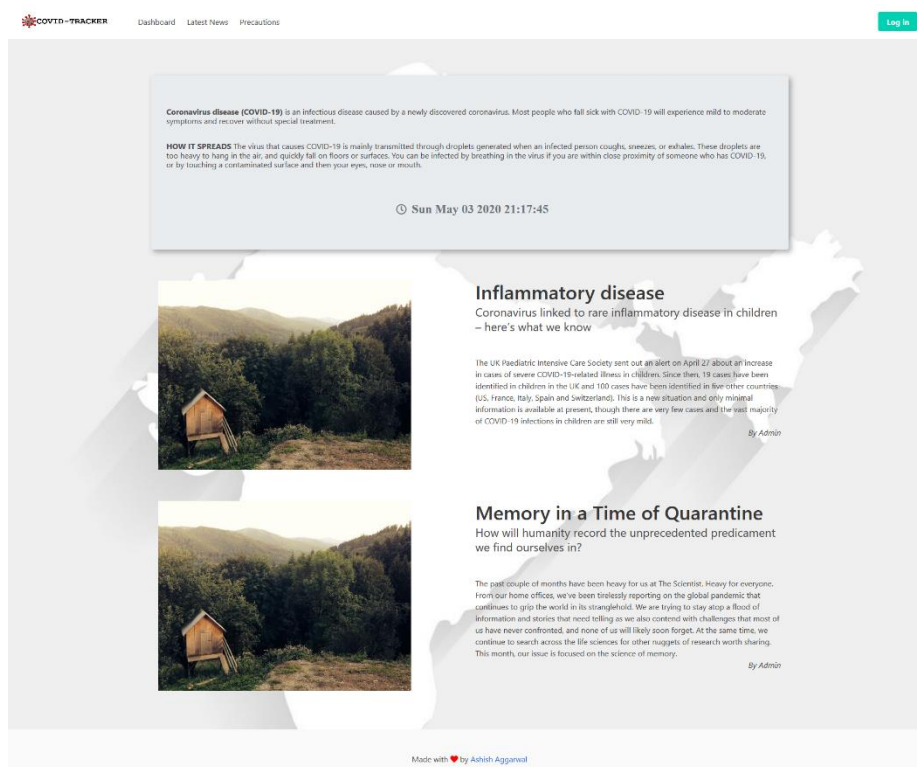 COVID-TRACKER Dashboard Latest News Precautions Log in
Coronavirus disease (COVID-19) is an infectious disease caused by a newly discovered coronavirus. Most people who fall sick with COVID-19 will experience mild to moderate
symptoms and recover without special treatment.
HOW IT SPREADS The virus that causes COVID-19 is mainly transmitted through droplets generated when an infected person coughs, sneezes, or exhales. These droplets are
too heavy to hang in the air, and quickly fall on floors or surfaces. You can be infected by breathing in the virus if you are within close proximity of someone who has COVID-19,
or by touching a contaminated surface and then your eyes, nose or mouth.
Sun May 03 2020 21:17:45
Inflammatory disease
Coronavirus linked to rare inflammatory disease in children
– here's what we know
The UK Paediatric Intensive Care Society sent out an alert on April 27 about an increase
in cases of severe COVID-19-related illness in children. Since then, 19 cases have been
identified in children in the UK and 100 cases have been identified in five other countries
(US, France, Italy, Spain and Switzerland). This is a new situation and only minimal
information is available at present, though there are very few cases and the vast majority
of COVID-19 infections in children are still very mild.
By Admin
Memory in a Time of Quarantine
How will humanity record the unprecedented predicament
we find ourselves in?
The past couple of months have been heavy for us at The Scientist. Heavy for everyone.
From our home offices, we've been tirelessly reporting on the global pandemic that
continues to grip the world in its stranglehold. We are trying to stay atop a flood of
information and stories that need telling as we also contend with challenges that most of
us have never confronted, and none of us will likely soon forget. At the same time, we
continue to search across the life sciences for other nuggets of research worth sharing.
This month, our issue is focused on the science of memory.
By Admin
Made with ❤ by Ashish Aggarwal